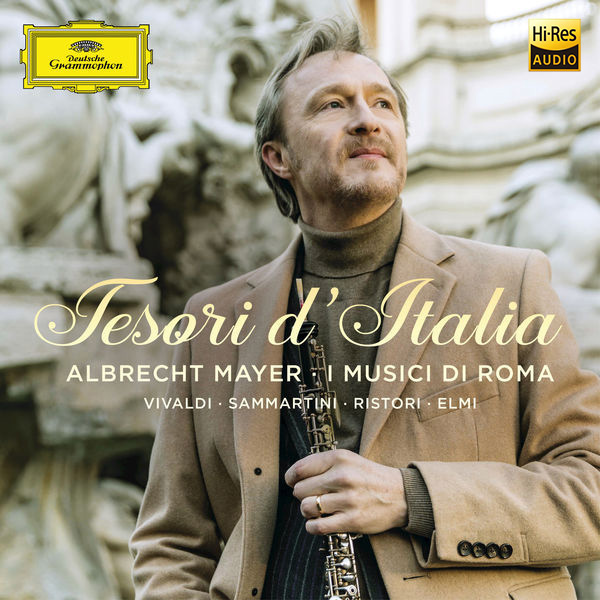 Deutsche
Grammophon
Hi-Res
AUDIO
Tesori d'Italia
ALBRECHT MAYER · I MUSICI DI ROMA
VIVALDI · SAMMARTINI · RISTORI · ELMI